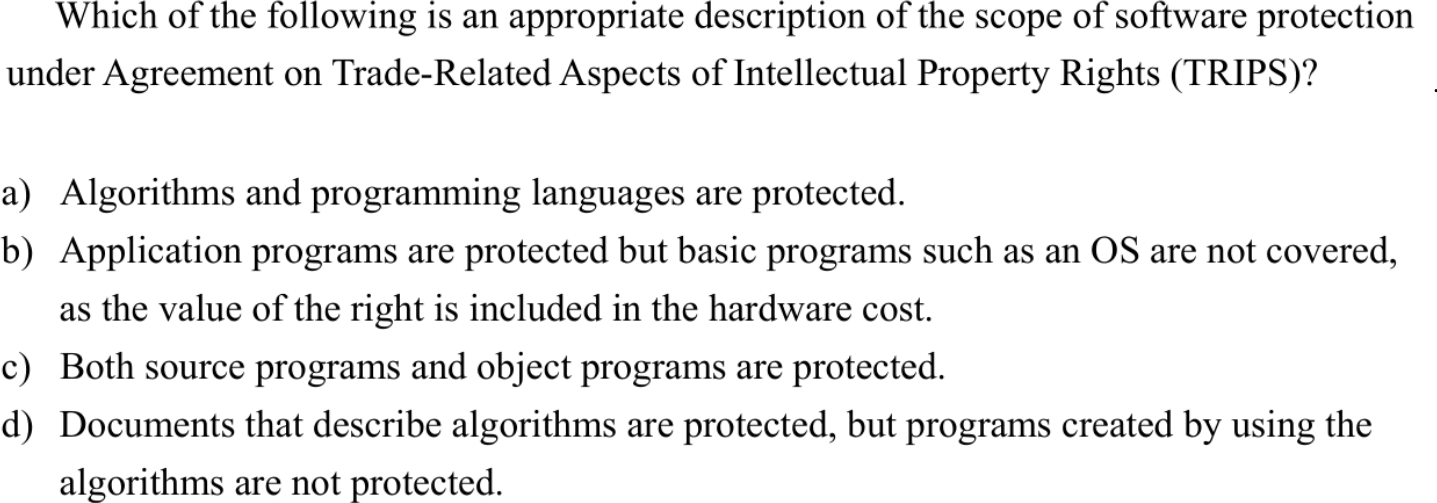 Which of the following is an appropriate description of the scope of software protection
under Agreement on Trade-Related Aspects of Intellectual Property Rights (TRIPS)?
a) Algorithms and programming languages are protected.
b) Application programs are protected but basic programs such as an OS are not covered,
as the value of the right is included in the hardware cost.
c) Both source programs and object programs are protected.
d) Documents that describe algorithms are protected, but programs created by using the
algorithms are not protected.